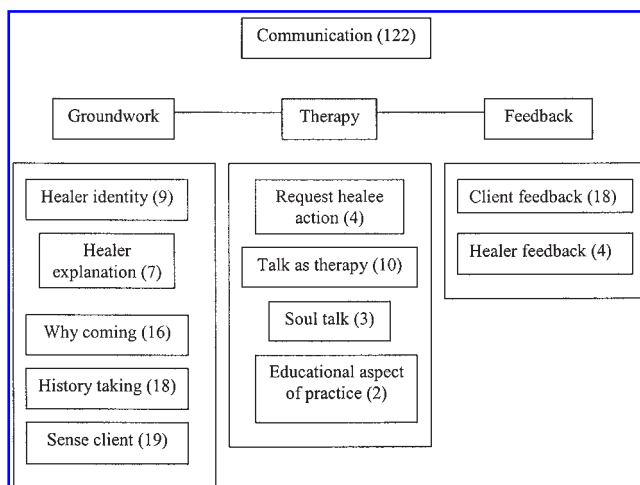 Communication (122)
Groundwork
Therapy
Feedback
Healer identity (9)
Healer
explanation (7)
Why coming (16)
History taking (18)
Sense client (19)
Request healee
action (4)
Talk as therapy (10)
Soul talk (3)
Educational aspect
of practice (2)
Client feedback (18)
Healer feedback (4)